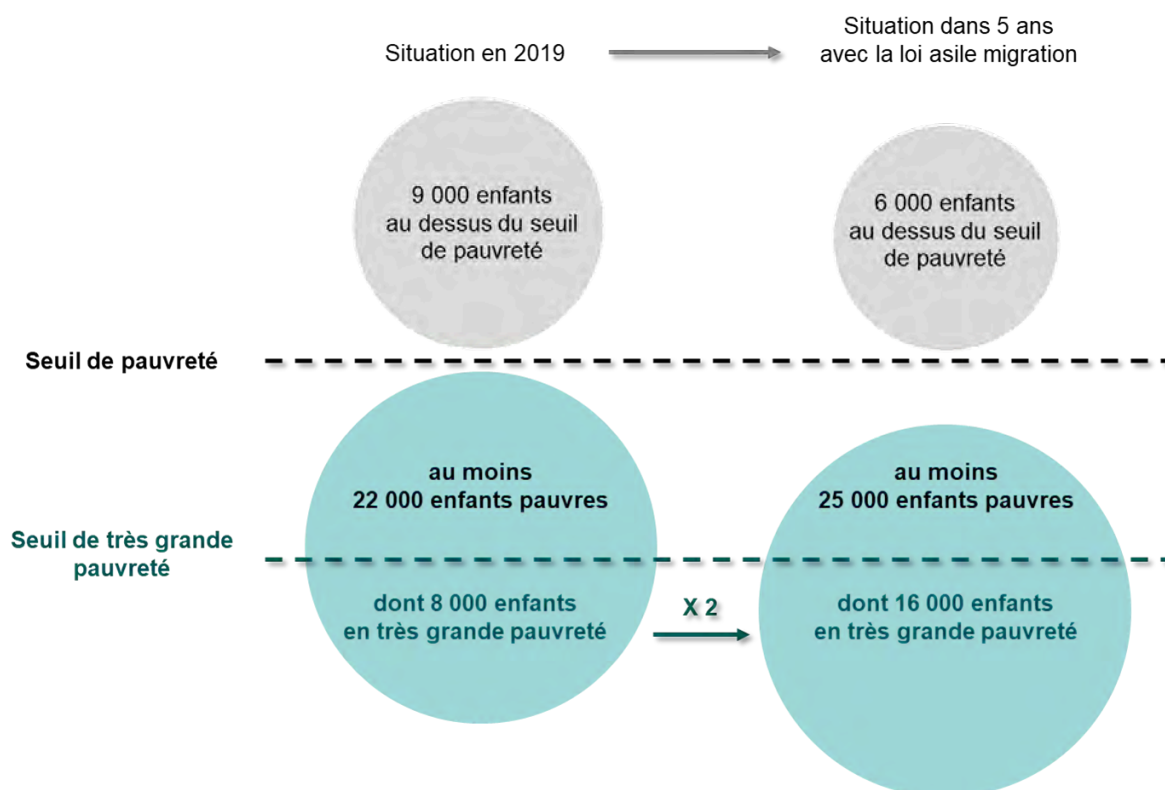 Situation en 2019
Situation dans 5 ans
avec la loi asile migration
9 000 enfants
au dessus du seuil
de pauvreté
6 000 enfants
au dessus du seuil
de pauvreté
Seuil de pauvreté
au moins
22 000 enfants pauvres
au moins
25 000 enfants pauvres
Seuil de très grande
pauvreté
dont 8 000 enfants
en très grande pauvreté
X 2
dont 16 000 enfants
en très grande pauvreté